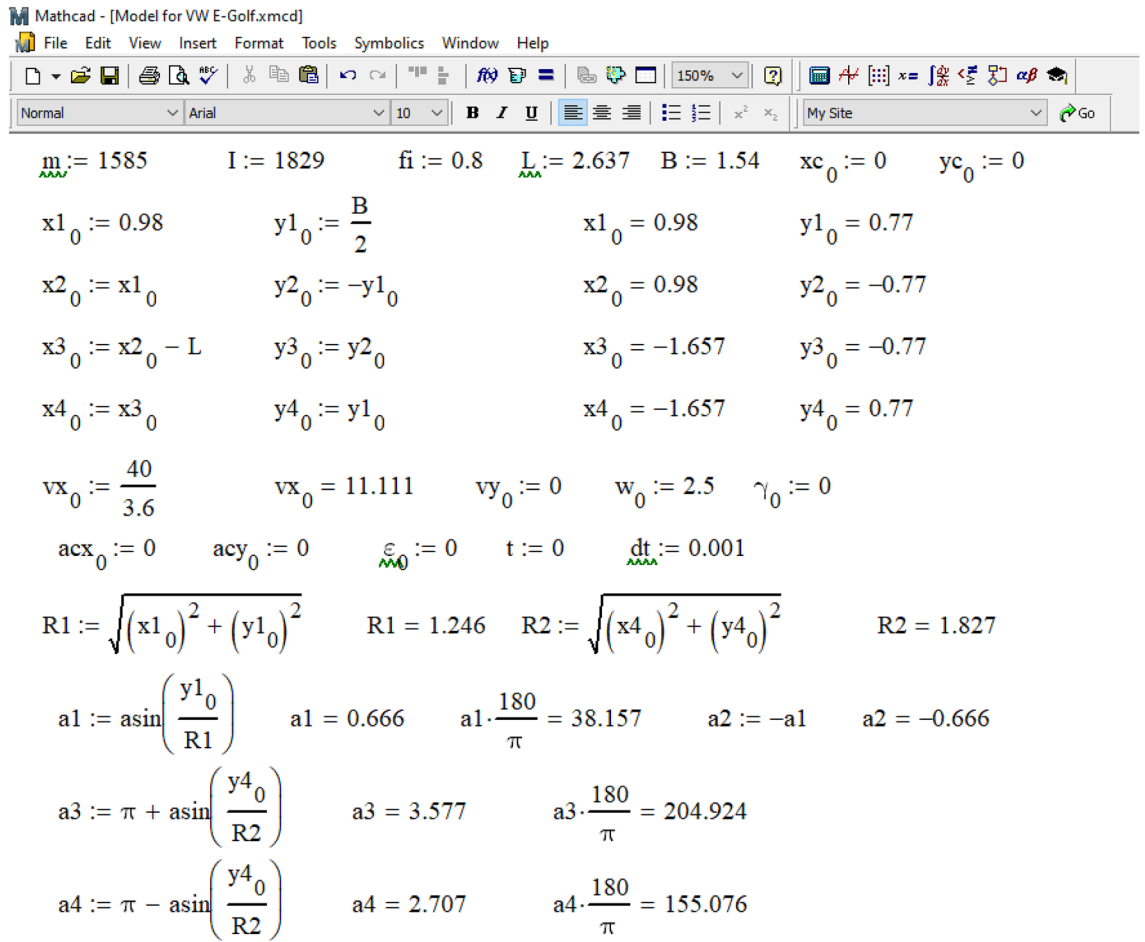 Mathcad - [Model for VW E-Golf.xmcd]
File Edit View Insert Format Tools Symbolics Window Help
150%
Normal Arial 10 B I U x² x₂ My Site Go
m := 1585 I := 1829 fi := 0.8 L := 2.637 B := 1.54 xc₀ := 0 yc₀ := 0
x1₀ := 0.98 y1₀ := B/2 x1₀ = 0.98 y1₀ = 0.77
x2₀ := x1₀ y2₀ := −y1₀ x2₀ = 0.98 y2₀ = −0.77
x3₀ := x2₀ − L y3₀ := y2₀ x3₀ = −1.657 y3₀ = −0.77
x4₀ := x3₀ y4₀ := y1₀ x4₀ = −1.657 y4₀ = 0.77
vx₀ := 40/3.6 vx₀ = 11.111 vy₀ := 0 w₀ := 2.5 γ₀ := 0
acx₀ := 0 acy₀ := 0 ε₀ := 0 t := 0 dt := 0.001
R1 := √((x1₀)² + (y1₀)²) R1 = 1.246 R2 := √((x4₀)² + (y4₀)²) R2 = 1.827
a1 := asin(y1₀/R1) a1 = 0.666 a1·180/π = 38.157 a2 := −a1 a2 = −0.666
a3 := π + asin(y4₀/R2) a3 = 3.577 a3·180/π = 204.924
a4 := π − asin(y4₀/R2) a4 = 2.707 a4·180/π = 155.076